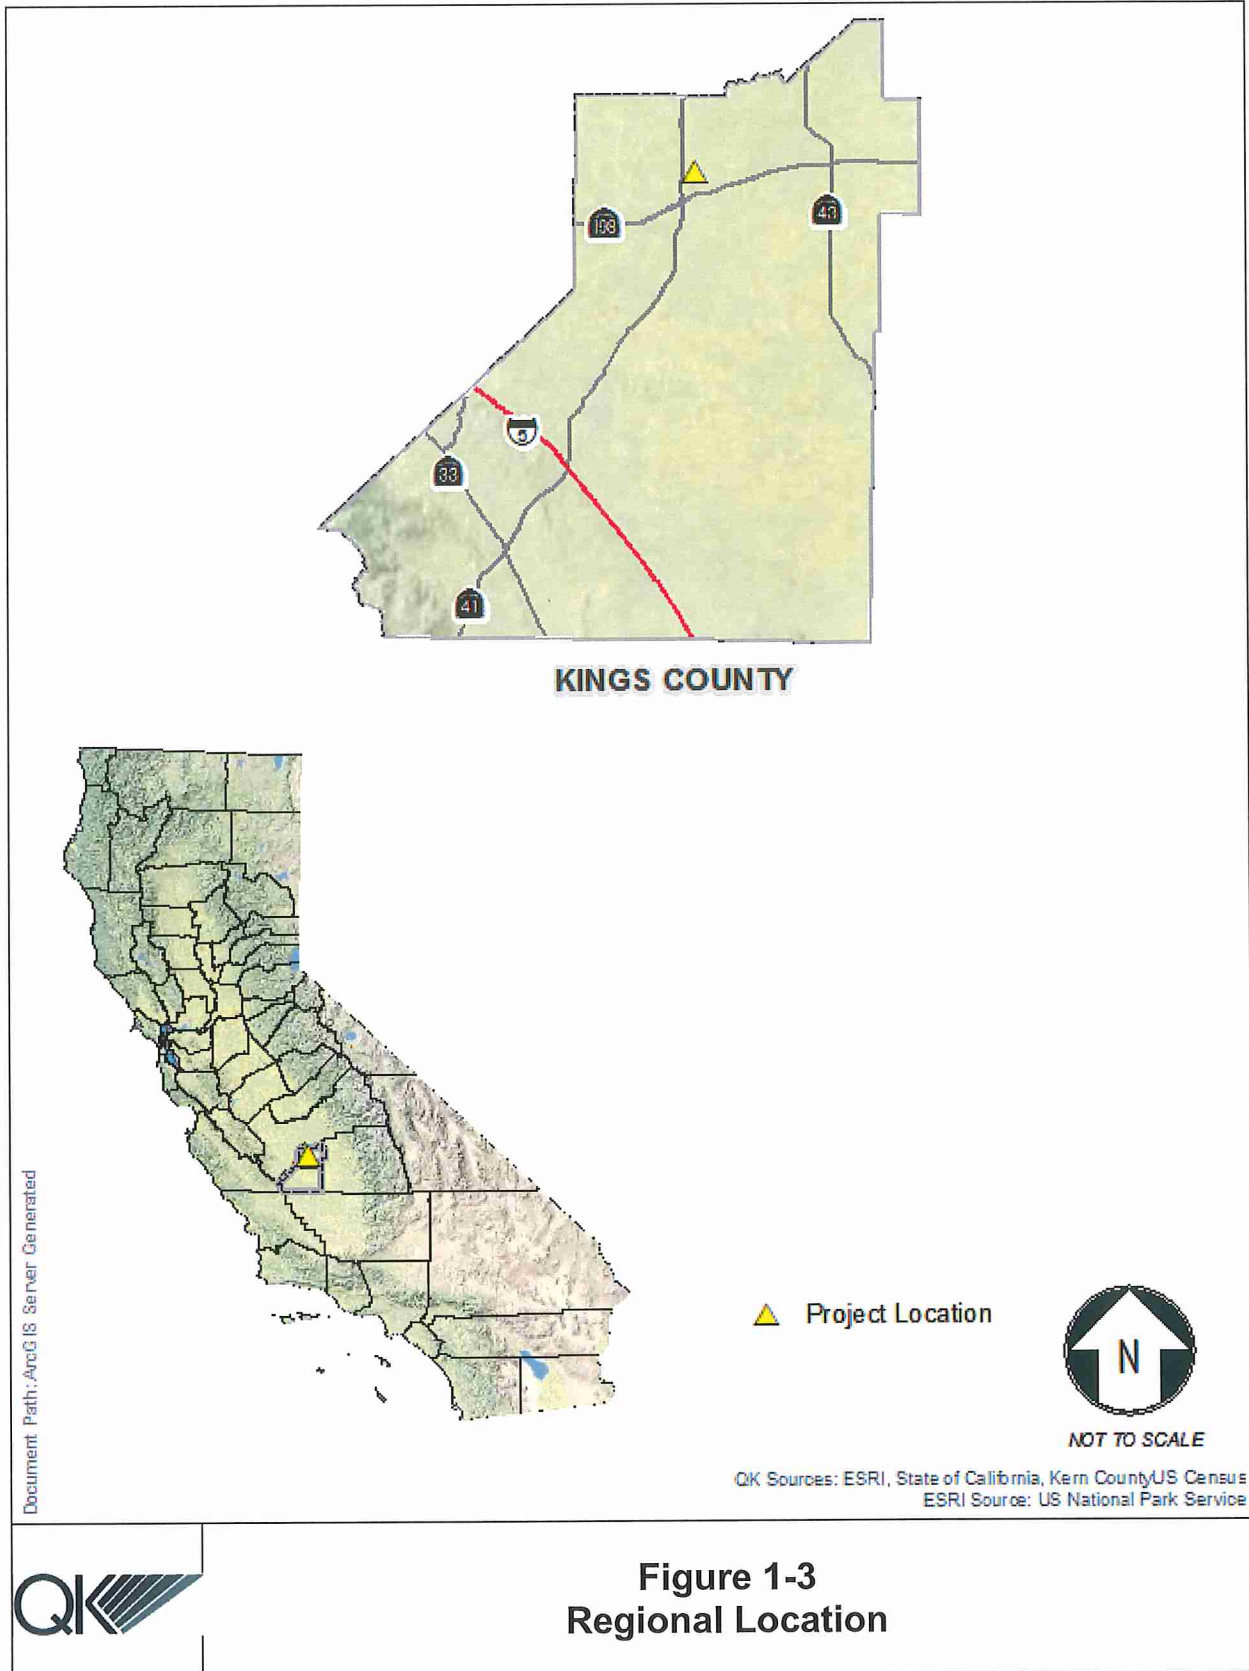 198
43
5
33
41
KINGS COUNTY
Project Location
N
NOT TO SCALE
QK Sources: ESRI, State of California, Kern CountyUS Census
ESRI Source: US National Park Service
Document Path: ArcGIS Server Generated
QK
Figure 1-3
Regional Location